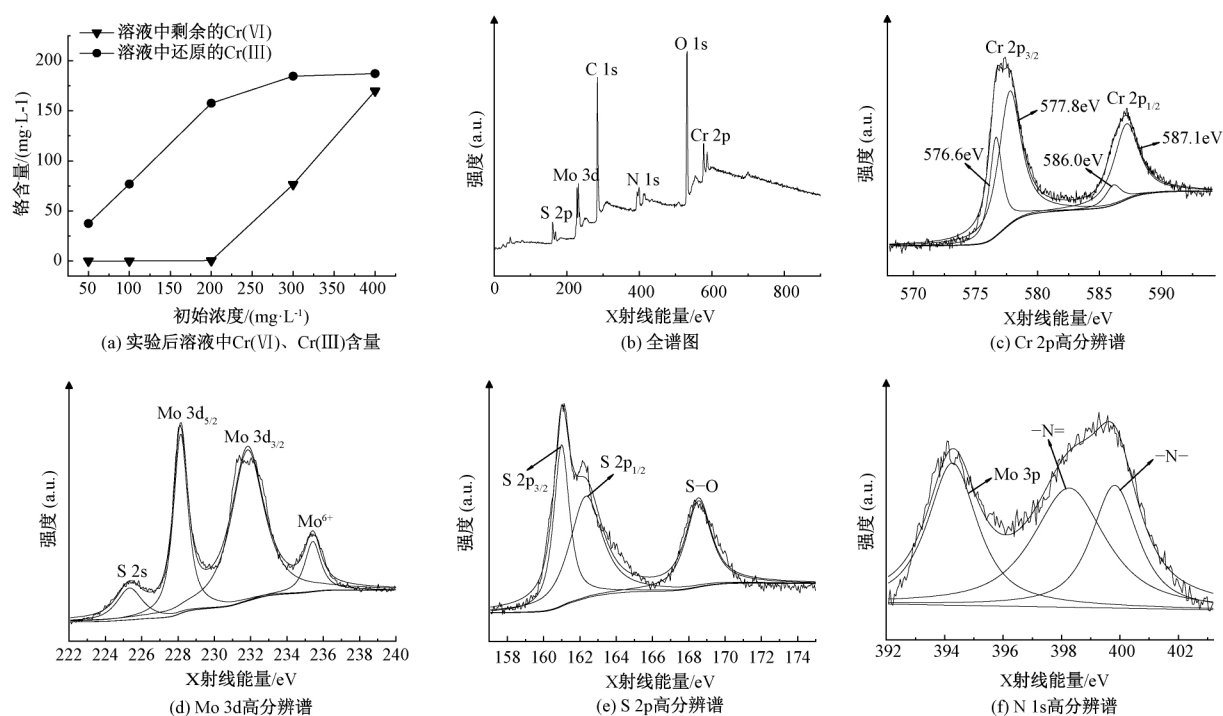 溶液中剩余的Cr(Ⅵ)
溶液中还原的Cr(Ⅲ)
铬含量/(mg·L-1)
200
150
100
50
0
50 100 150 200 250 300 350 400
初始浓度/(mg·L⁻¹)
(a) 实验后溶液中Cr(Ⅵ)、Cr(Ⅲ)含量
强度 (a.u.)
O 1s
C 1s
Cr 2p
Mo 3d
N 1s
S 2p
0 200 400 600 800
X射线能量/eV
(b) 全谱图
强度 (a.u.)
Cr 2p₃/₂
Cr 2p₁/₂
577.8eV
587.1eV
576.6eV
586.0eV
570 575 580 585 590
X射线能量/eV
(c) Cr 2p高分辨谱
强度 (a.u.)
Mo 3d₅/₂
Mo 3d₃/₂
Mo⁶⁺
S 2s
222 224 226 228 230 232 234 236 238 240
X射线能量/eV
(d) Mo 3d高分辨谱
强度 (a.u.)
S 2p₃/₂
S 2p₁/₂
S−O
158 160 162 164 166 168 170 172 174
X射线能量/eV
(e) S 2p高分辨谱
强度 (a.u.)
−N=
−N−
Mo 3p
392 394 396 398 400 402
X射线能量/eV
(f) N 1s高分辨谱